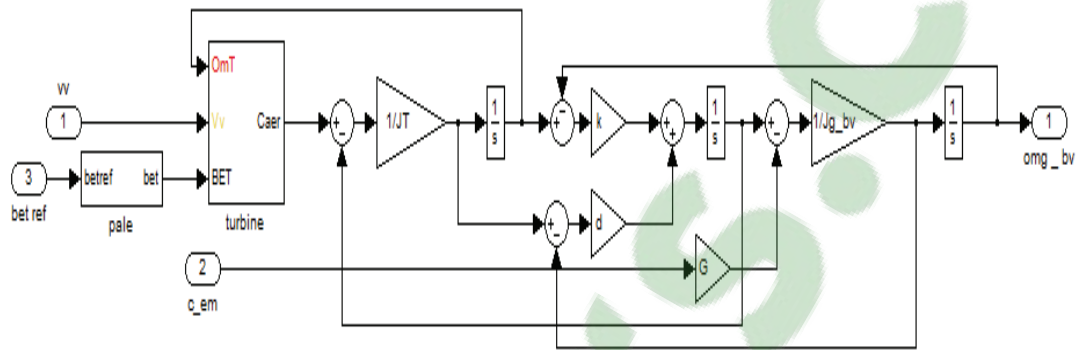 vv
1
3
bet ref
betref bet
pale
OmT
Vv
BET
Caer
turbine
2
c_em
+
-
1/JT
1
s
-
+
k
+
+
1
s
+
-
d
G
+
-
1/Jg_bv
1
s
1
omg _ bv